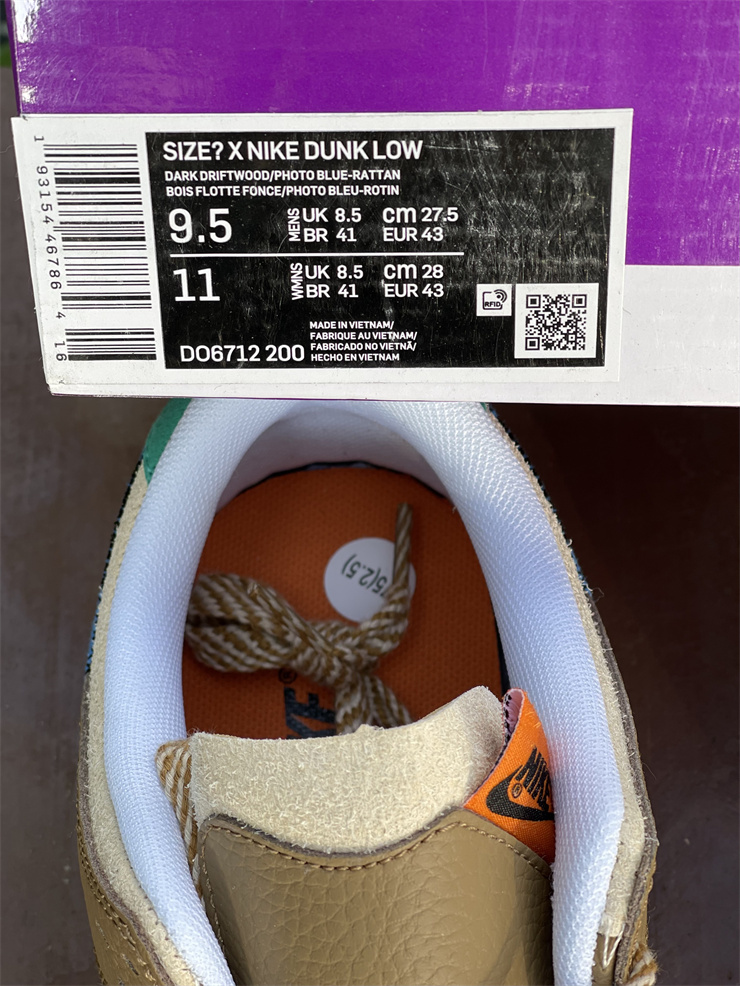 SIZE? X NIKE DUNK LOW
DARK DRIFTWOOD/PHOTO BLUE-RATTAN
BOIS FLOTTE FONCE/PHOTO BLEU-ROTIN
9.5 MENS UK 8.5 cm 27.5
BR 41 EUR 43
11 WMNS UK 8.5 cm 28
BR 41 EUR 43
RFID
MADE IN VIETNAM/
FABRIQUE AU VIETNAM/
FABRICADO NO VIETNÃ/
HECHO EN VIETNAM
DO6712 200
1 93154 46786 4 16
NIKE